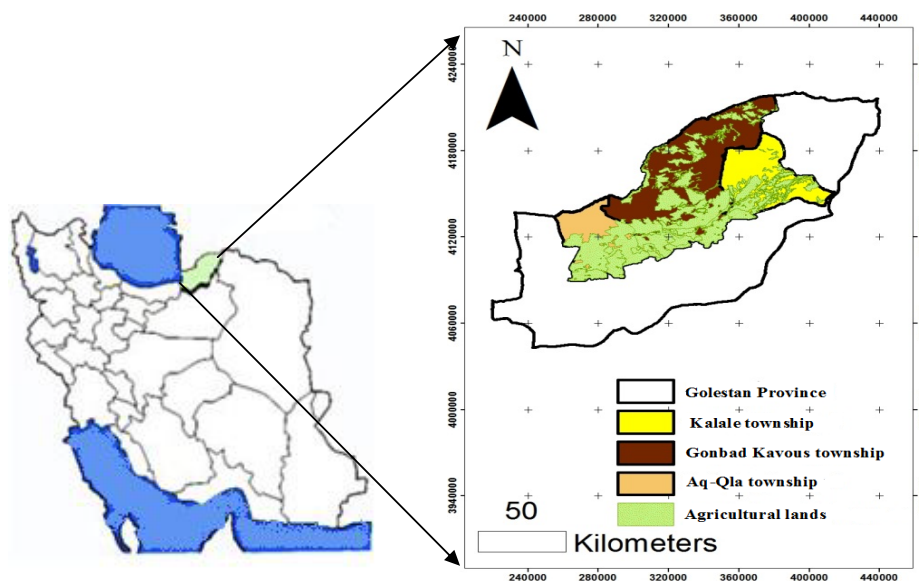 240000 280000 320000 360000 400000 440000
4240000
4180000
4120000
4060000
4000000
3940000
N
Golestan Province
Kalale township
Gonbad Kavous township
Aq-Qla township
Agricultural lands
50
Kilometers
240000 280000 320000 360000 400000 440000